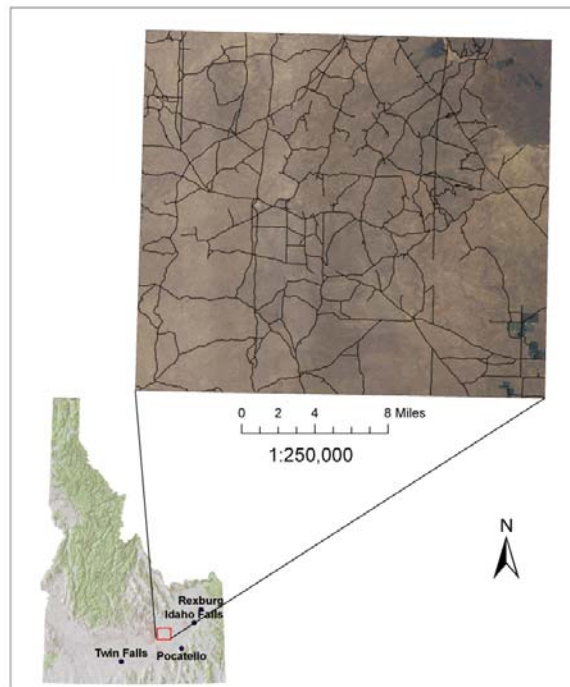 0 2 4 8 Miles
1:250,000
N
Rexburg
Idaho Falls
Twin Falls
Pocatello